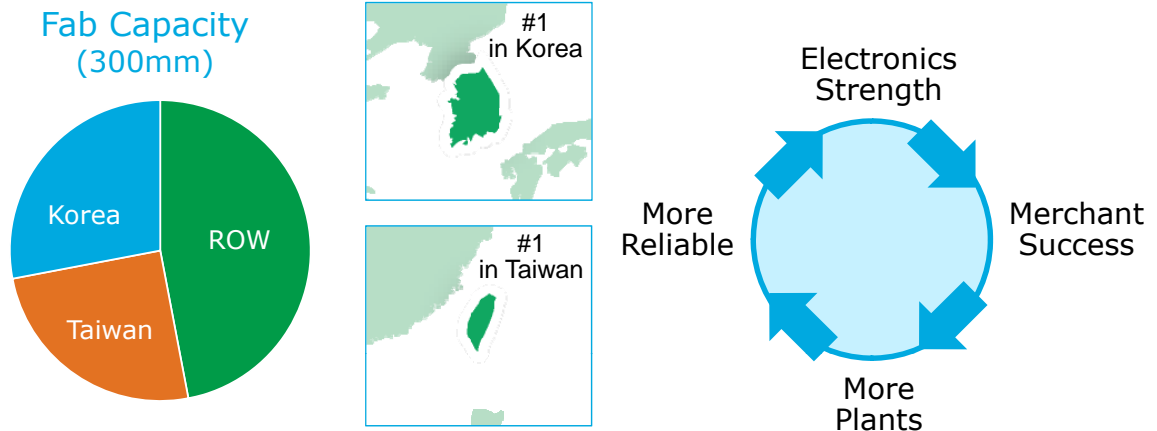 Fab Capacity
(300mm)
Korea
ROW
Taiwan
#1
in Korea
#1
in Taiwan
Electronics
Strength
Merchant
Success
More
Plants
More
Reliable